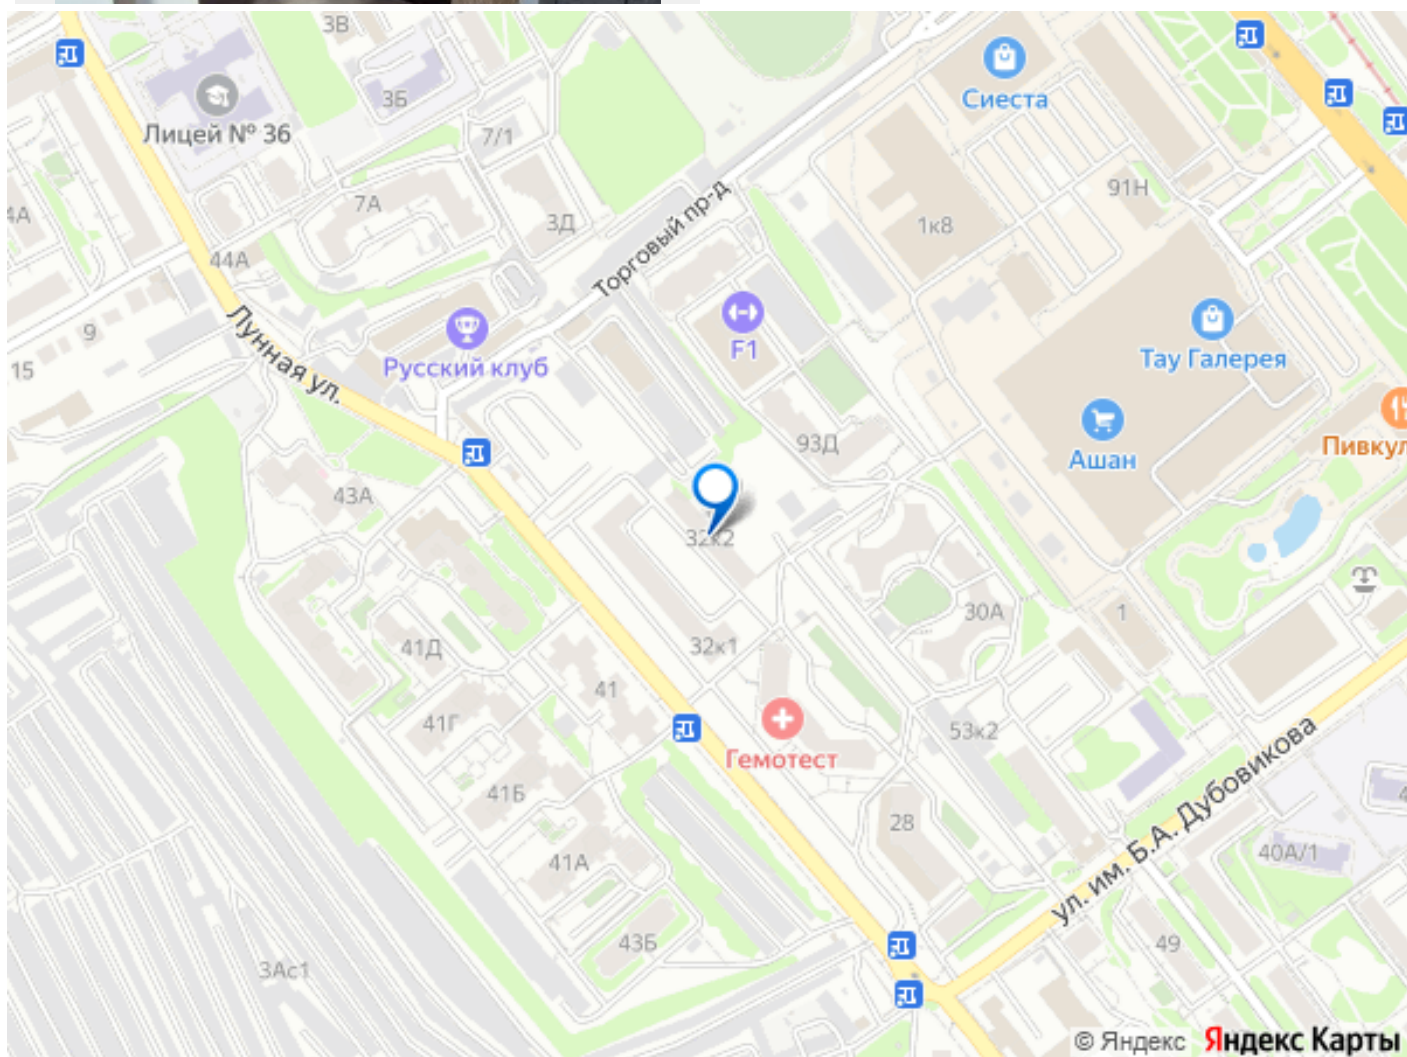 3В
Сиеста
3Б
Лицей № 36
7/1
91Н
7А
4А
3Д
1к8
Торговый пр-д
44А
9
Лунная ул.
F1
Русский клуб
Тау Галерея
15
93Д
Ашан
Пивкул
43А
32к2
30А
1
41Д
32к1
41
41Г
53к2
Гемотест
41Б
28
ул. им. Б.А. Дубовикова
4
40А/1
41А
43Б
49
3Ас1
© Яндекс Яндекс Карты